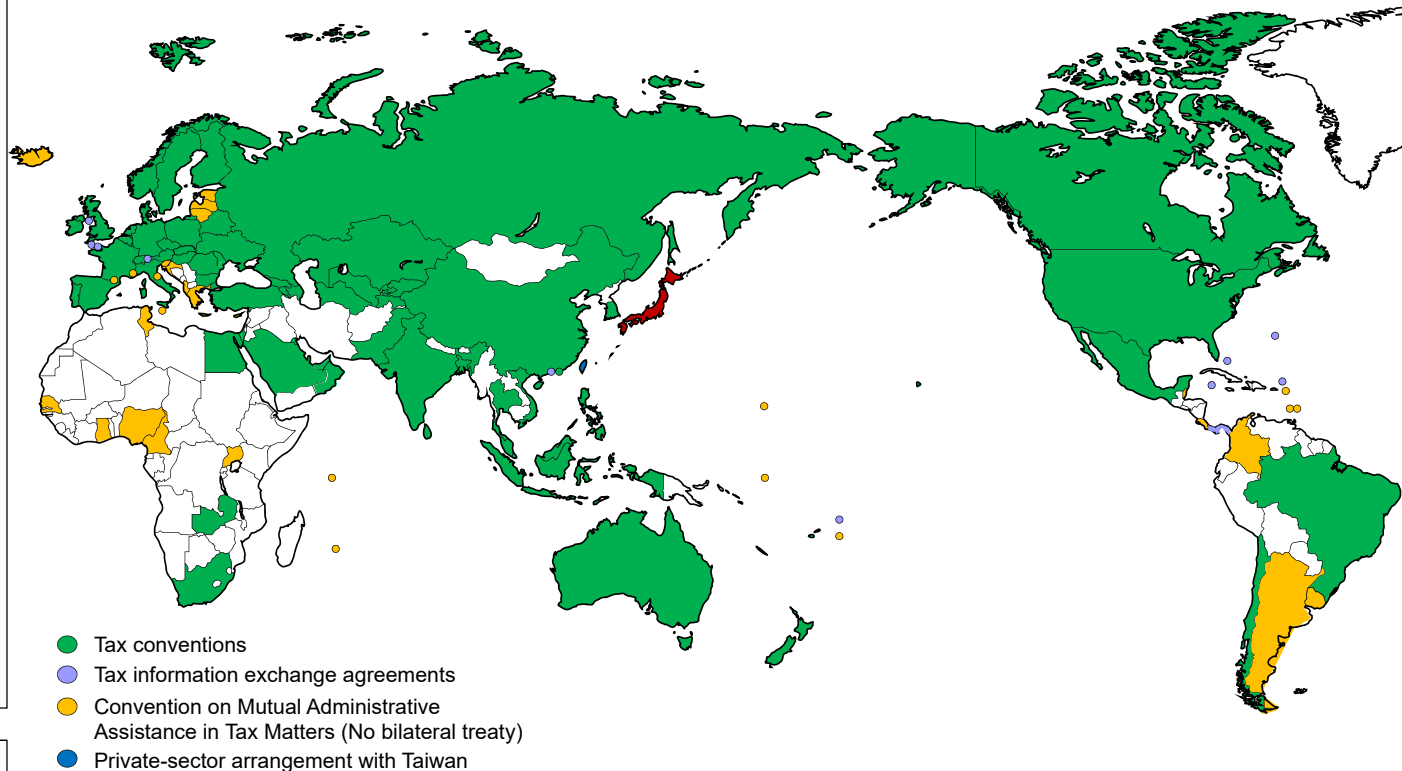 Tax conventions
Tax information exchange agreements
Convention on Mutual Administrative
Assistance in Tax Matters (No bilateral treaty)
Private-sector arrangement with Taiwan